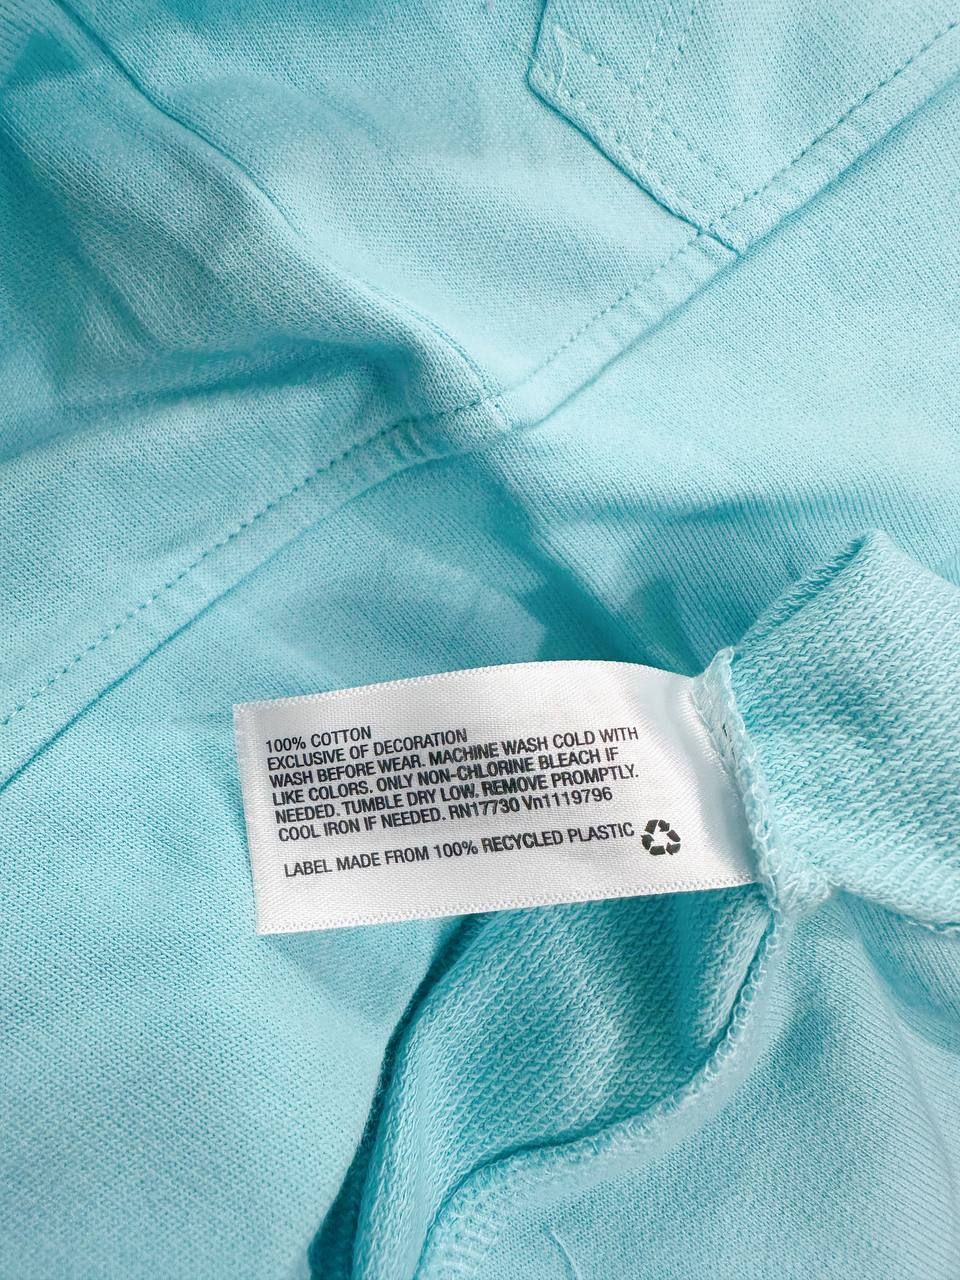 100% COTTON
EXCLUSIVE OF DECORATION
WASH BEFORE WEAR. MACHINE WASH COLD WITH
LIKE COLORS. ONLY NON-CHLORINE BLEACH IF
NEEDED. TUMBLE DRY LOW. REMOVE PROMPTLY.
COOL IRON IF NEEDED. RN17730 Vn1119796
LABEL MADE FROM 100% RECYCLED PLASTIC